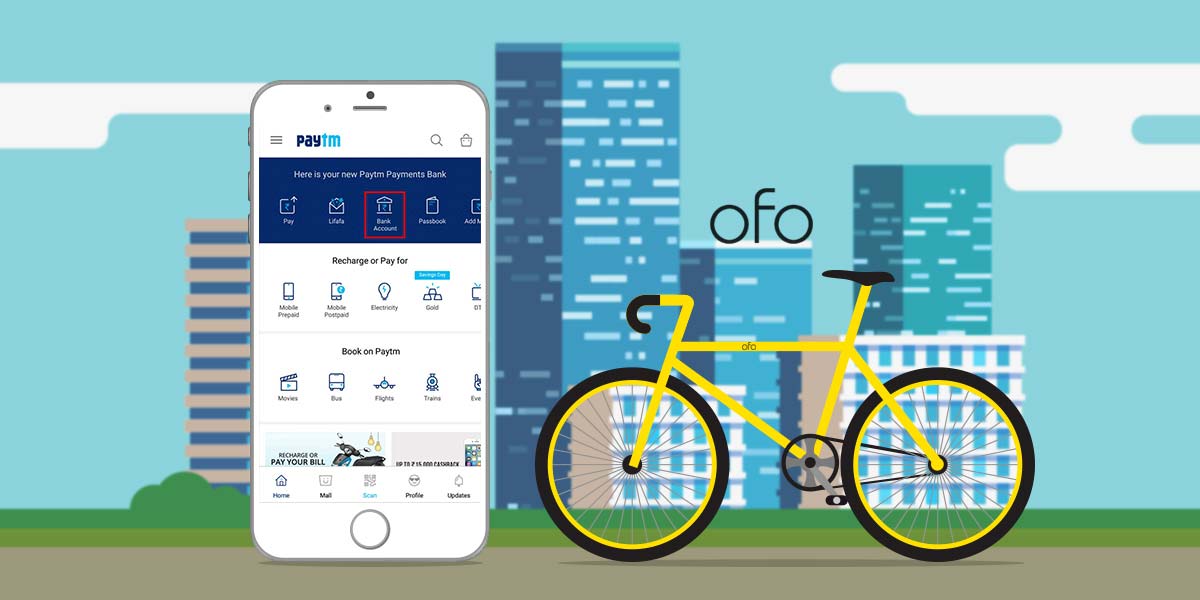 paytm
Here is your new Paytm Payments Bank
Pay
Lifafa
Bank
Account
Passbook
Add M
Recharge or Pay for
Savings Day
Mobile
Prepaid
Mobile
Postpaid
Electricity
Gold
DT
Book on Paytm
Movies
Bus
Flights
Trains
Eve
RECHARGE OR
PAY YOUR BILL
UP TO ₹ 15,000 CASHBACK
Home
Mall
Scan
Profile
Updates
ofo
ofo